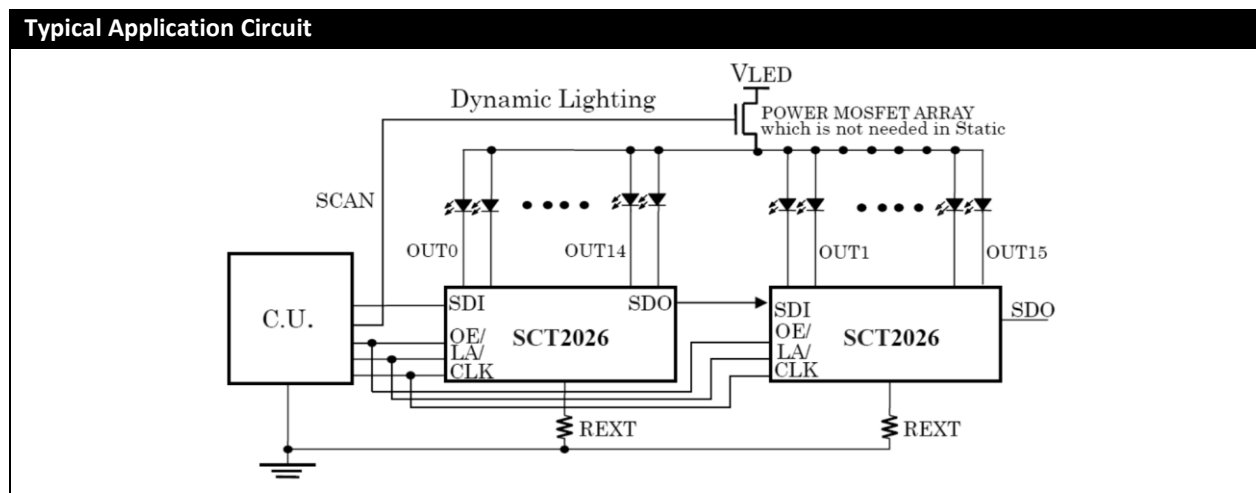 Typical Application Circuit
VLED
Dynamic Lighting
POWER MOSFET ARRAY
which is not needed in Static
SCAN
OUT0
OUT14
OUT1
OUT15
C.U.
SDI
SDO
OE/
LA/
CLK
SCT2026
SDI
OE/
LA/
CLK
SCT2026
SDO
REXT
REXT